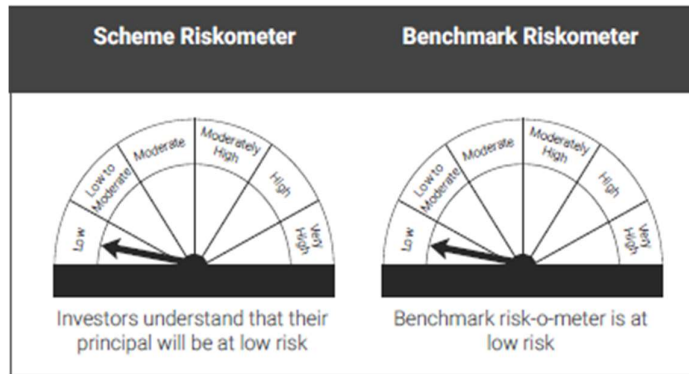 Scheme Riskometer
Benchmark Riskometer
Low
Low to
Moderate
Moderate
Moderately
High
High
Very
High
Low
Low to
Moderate
Moderate
Moderately
High
High
Very
High
Investors understand that their
principal will be at low risk
Benchmark risk-o-meter is at
low risk